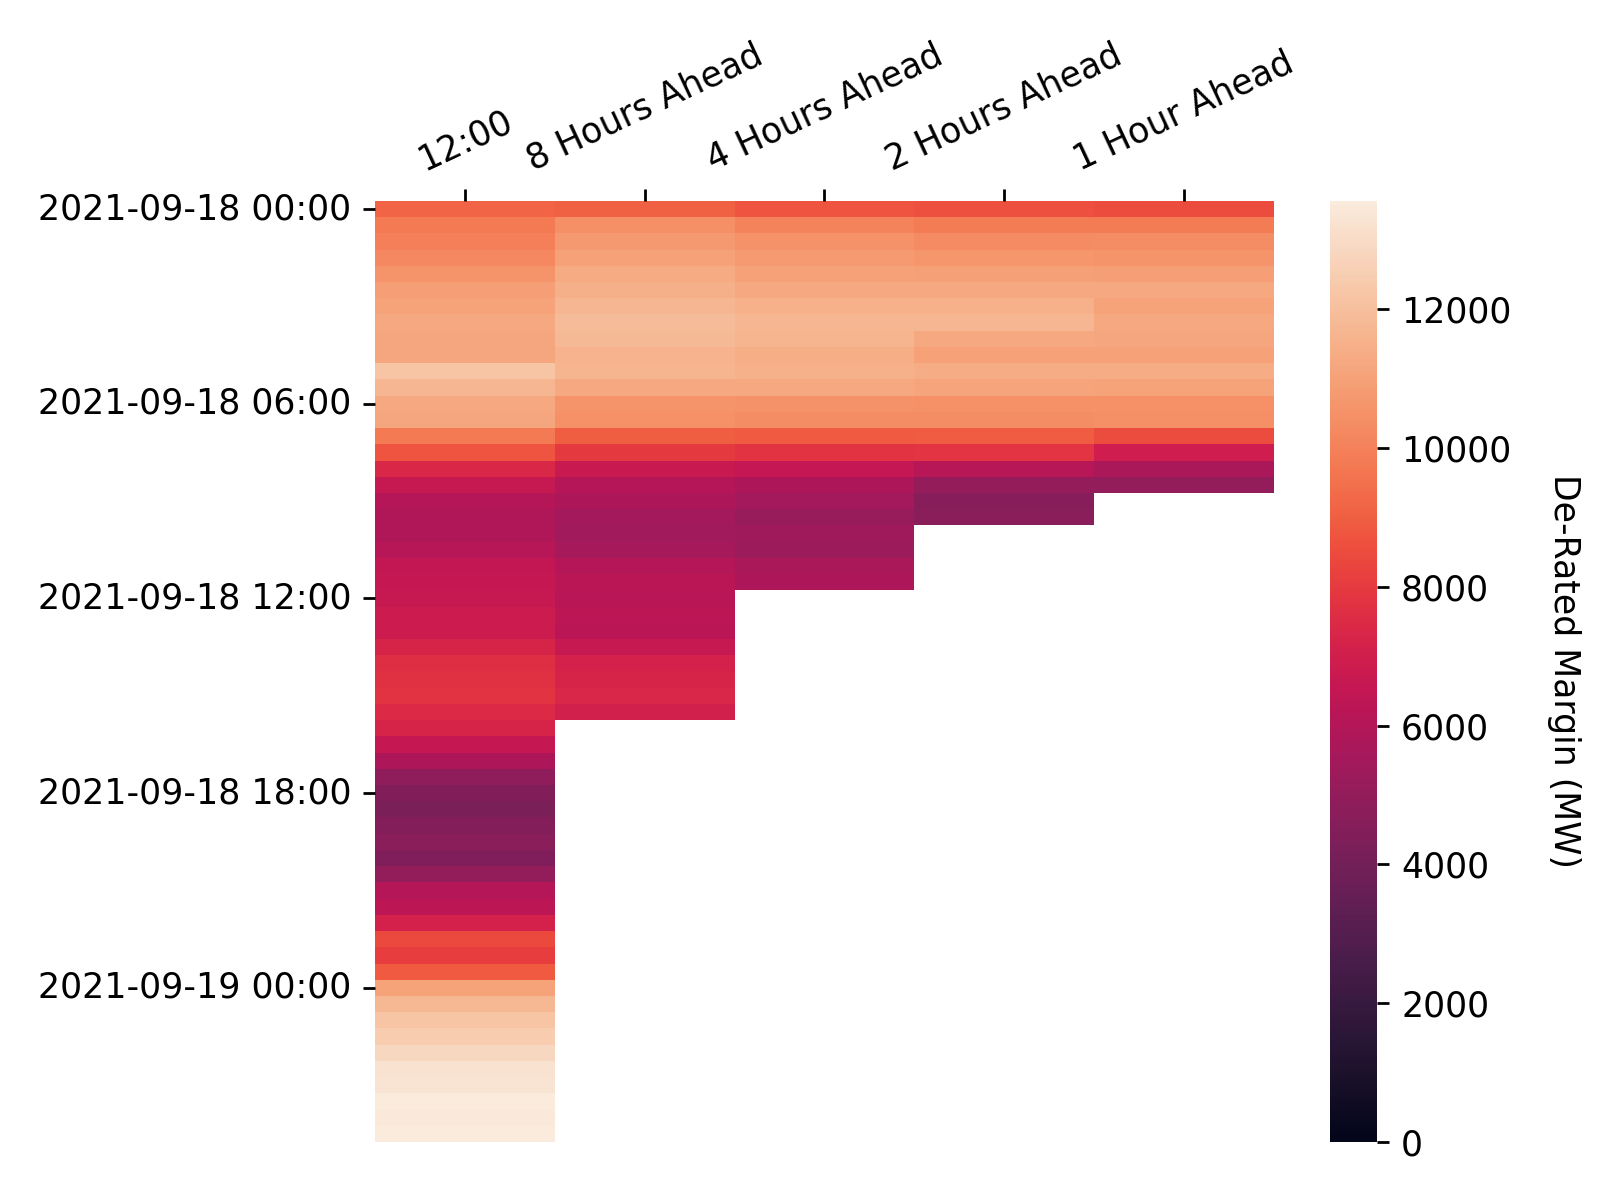 12:00
8 Hours Ahead
4 Hours Ahead
2 Hours Ahead
1 Hour Ahead
2021-09-18 00:00
2021-09-18 06:00
2021-09-18 12:00
2021-09-18 18:00
2021-09-19 00:00
12000
10000
8000
6000
4000
2000
0
De-Rated Margin (MW)